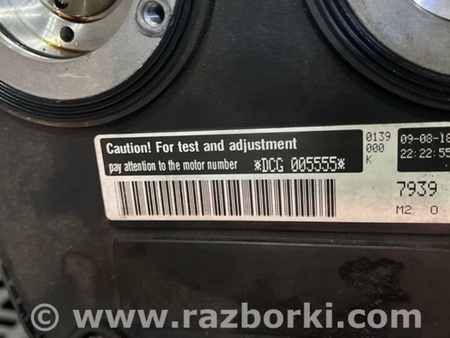 Caution! For test and adjustment
pay attention to the motor number *DCG 005555*
0139
000
K
09-08-18
22:22:55
7939
M2 0
www.razborki.com